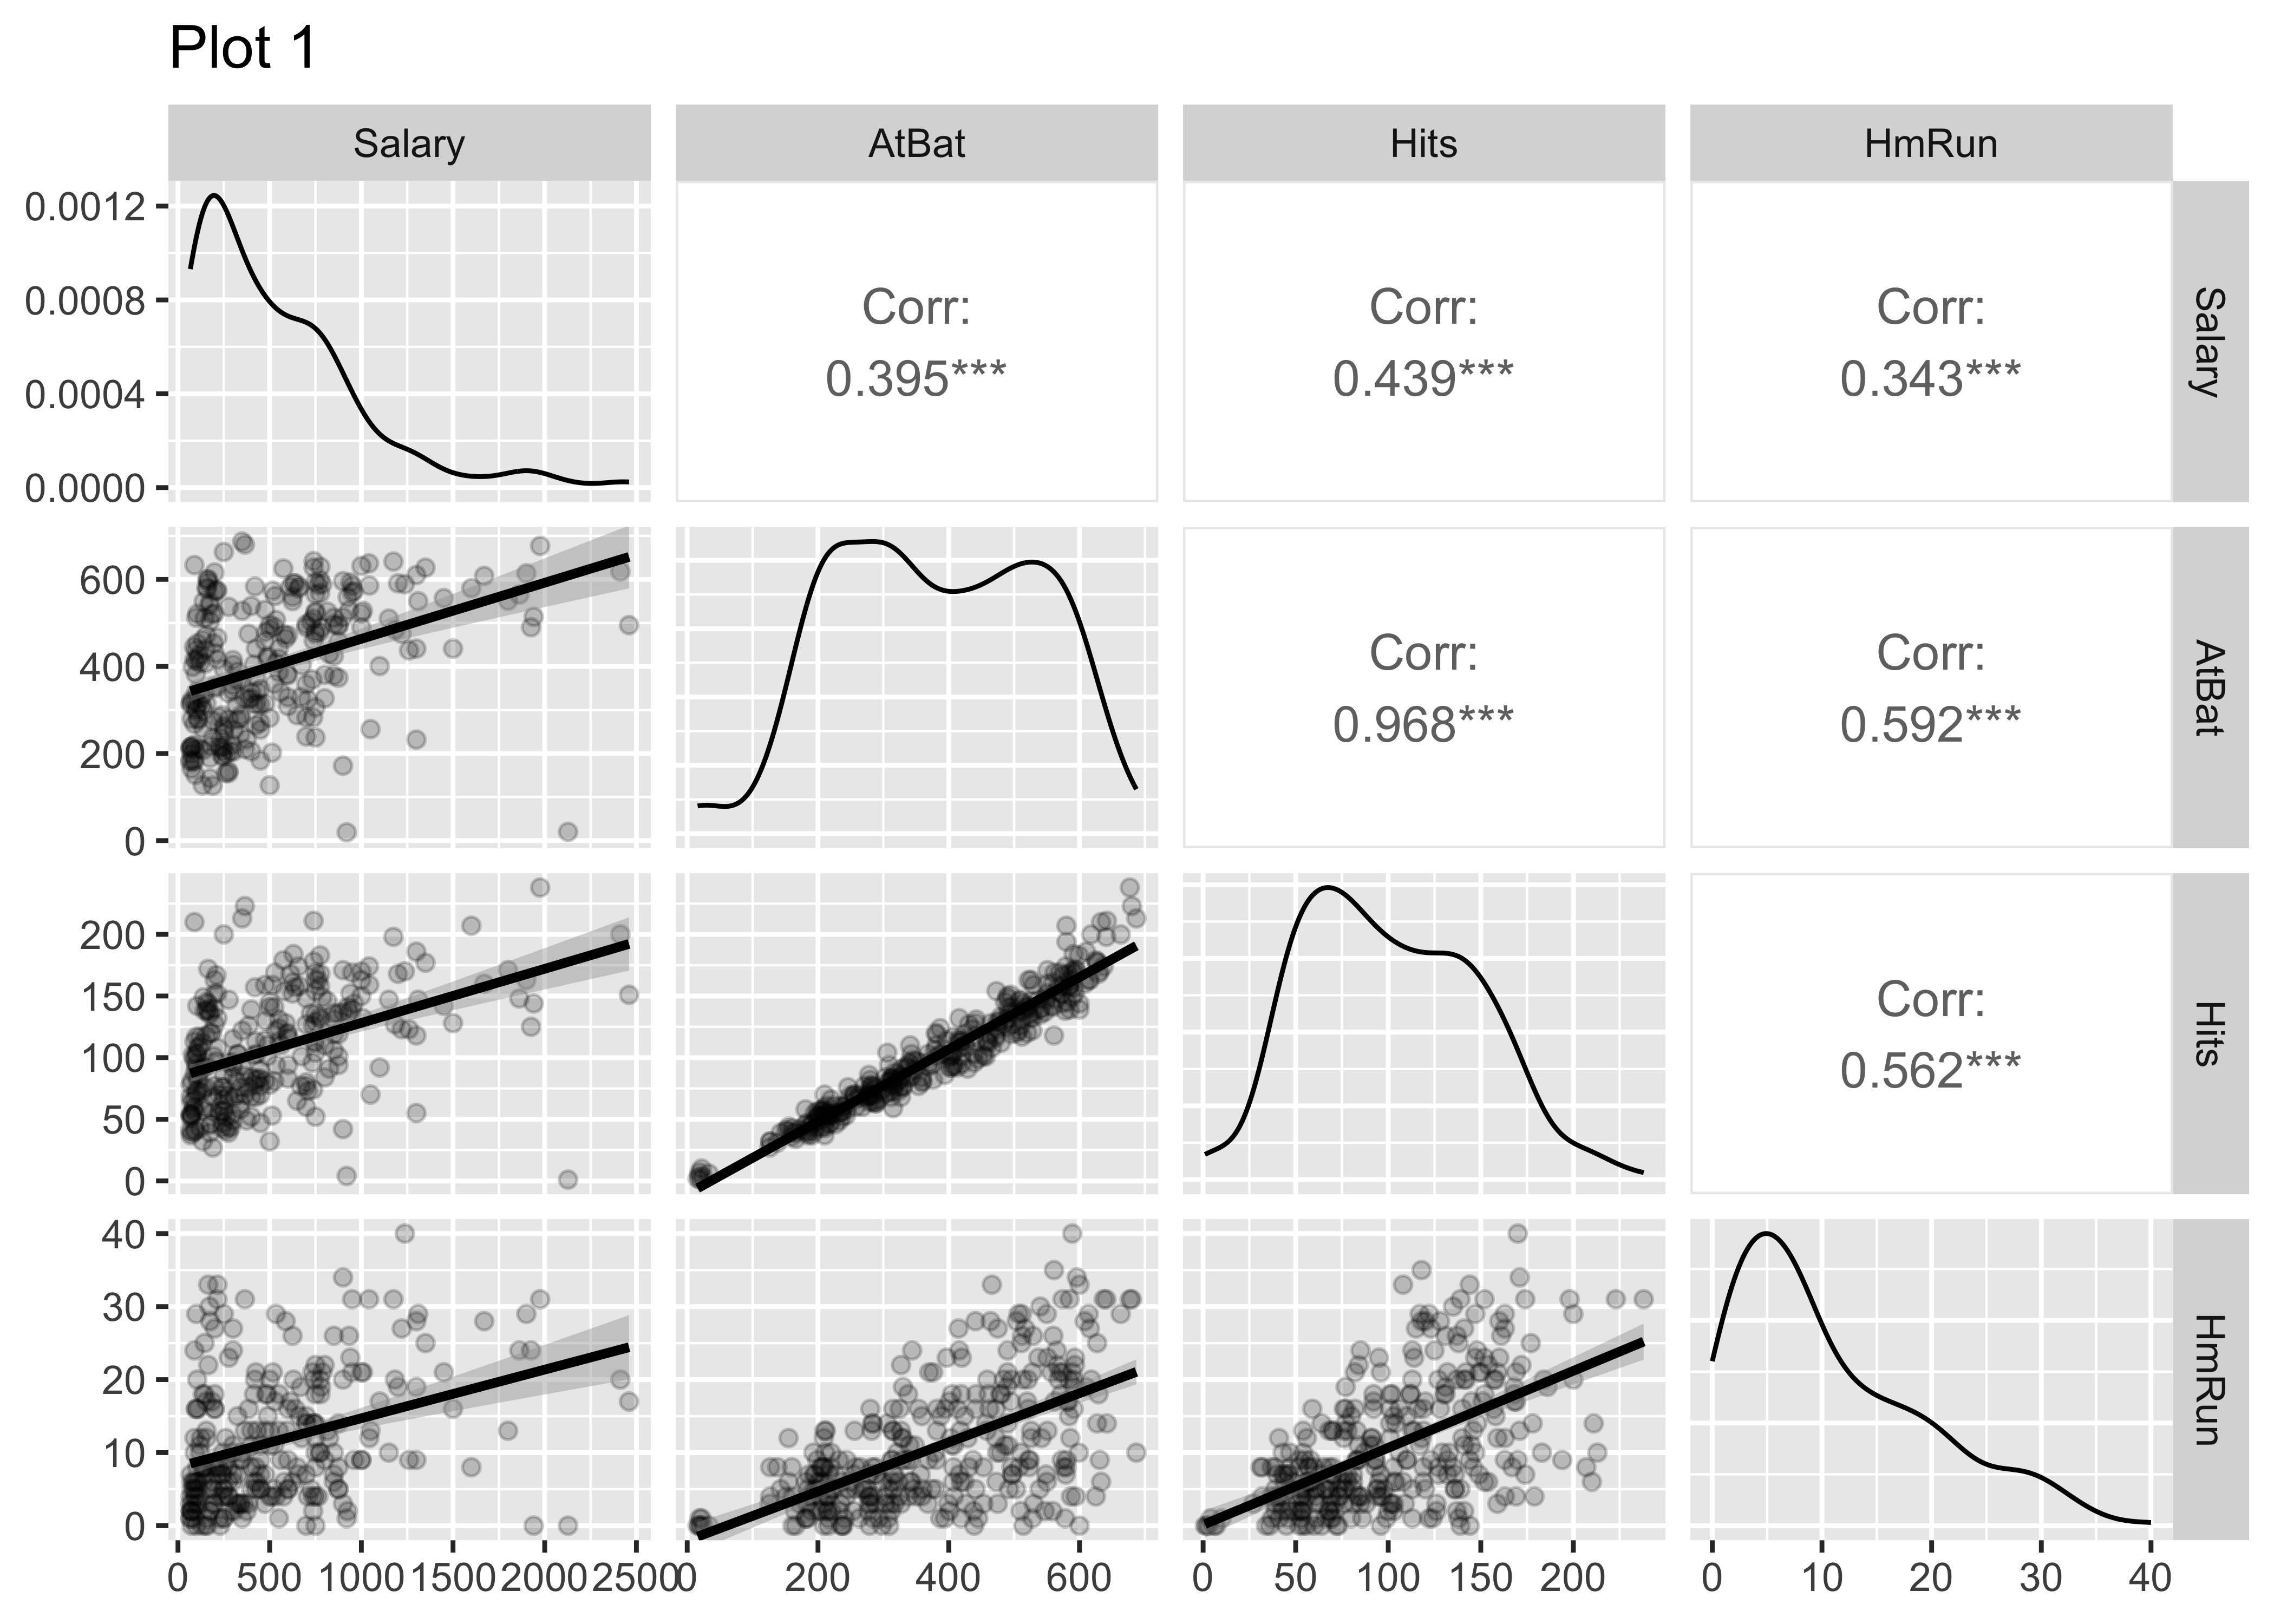 Plot 1
Salary
AtBat
Hits
HmRun
0.0012
0.0008
0.0004
0.0000
Corr:
0.395***
Corr:
0.439***
Corr:
0.343***
Salary
600
400
200
0
Corr:
0.968***
Corr:
0.592***
AtBat
200
150
100
50
0
Corr:
0.562***
Hits
40
30
20
10
0
HmRun
0 500 1000 1500 2000 2500
0 200 400 600
0 50 100 150 200
0 10 20 30 40